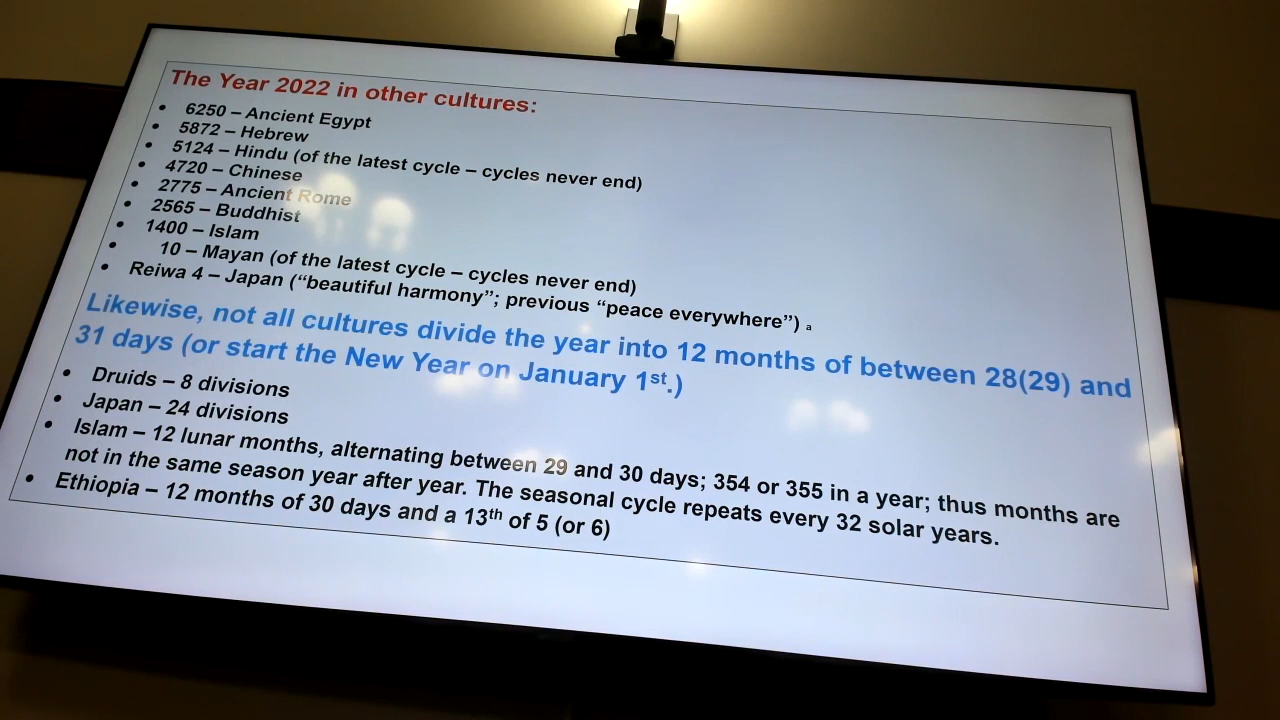 The Year 2022 in other cultures:
• 6250 – Ancient Egypt
• 5872 – Hebrew
• 5124 – Hindu (of the latest cycle – cycles never end)
• 4720 – Chinese
• 2775 – Ancient Rome
• 2565 – Buddhist
• 1400 – Islam
• 10 – Mayan (of the latest cycle – cycles never end)
• Reiwa 4 – Japan (“beautiful harmony”; previous “peace everywhere”) a
Likewise, not all cultures divide the year into 12 months of between 28(29) and
31 days (or start the New Year on January 1st.)
• Druids – 8 divisions
• Japan – 24 divisions
• Islam – 12 lunar months, alternating between 29 and 30 days; 354 or 355 in a year; thus months are
not in the same season year after year. The seasonal cycle repeats every 32 solar years.
• Ethiopia – 12 months of 30 days and a 13th of 5 (or 6)